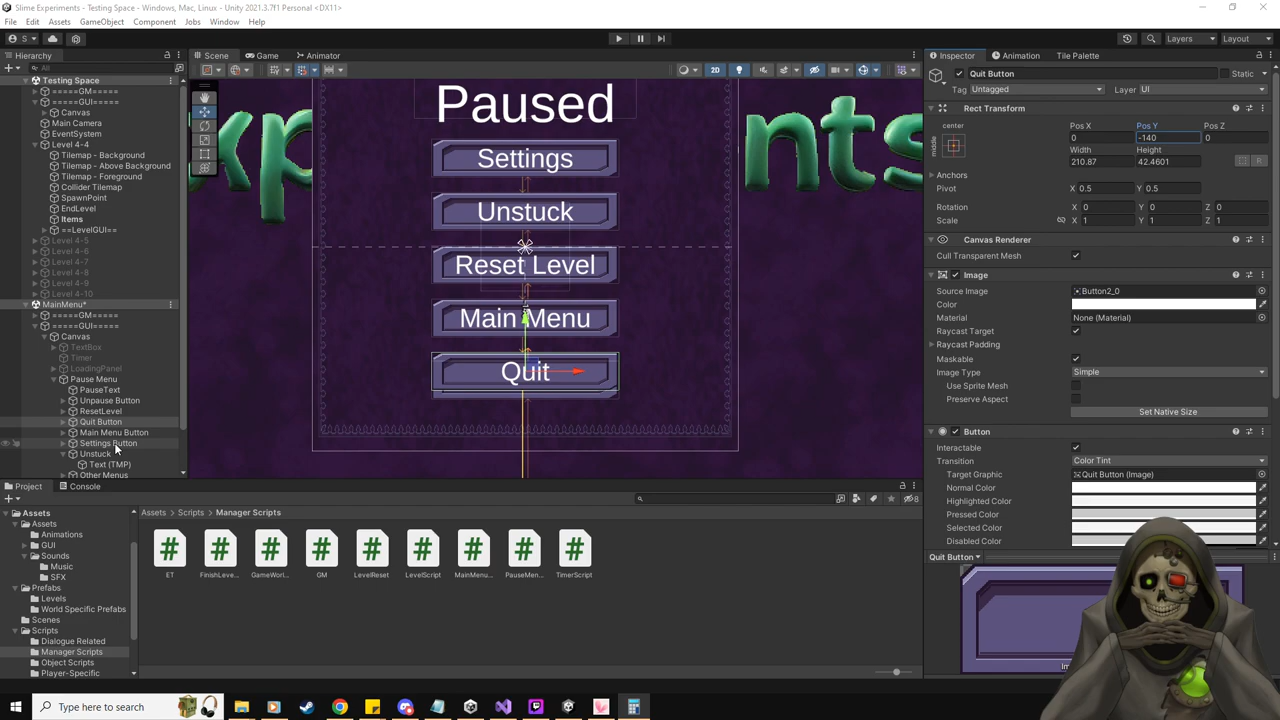 Slime Experiments - Testing Space - Windows, Mac, Linux - Unity 2021.3.7f1 Personal <DX11>
File Edit Assets GameObject Component Jobs Window Help
S Layers Layout
Hierarchy
All
Testing Space
=====GM=====
=====GUI=====
Canvas
Main Camera
EventSystem
Level 4-4
Tilemap - Background
Tilemap - Above Background
Tilemap - Foreground
Collider Tilemap
SpawnPoint
EndLevel
Items
==LevelGUI==
Level 4-5
Level 4-6
Level 4-7
Level 4-8
Level 4-9
Level 4-10
MainMenu*
=====GM=====
=====GUI=====
Canvas
TextBox
Timer
LoadingPanel
Pause Menu
PauseText
Unpause Button
ResetLevel
Quit Button
Main Menu Button
Settings Button
Unstuck
Text (TMP)
Other Menus
Scene Game Animator
2D
xp
nts
Paused
Settings
Unstuck
Reset Level
Main Menu
Quit
Inspector Animation Tile Palette
Quit Button Static
Tag Untagged Layer UI
Rect Transform
center
middle
Pos X Pos Y Pos Z
0 -140 0
Width Height
210.87 42.4601
R
Anchors
Pivot X 0.5 Y 0.5
Rotation X 0 Y 0 Z 0
Scale X 1 Y 1 Z 1
Canvas Renderer
Cull Transparent Mesh
Image
Source Image Button2_0
Color
Material None (Material)
Raycast Target
Raycast Padding
Maskable
Image Type Simple
Use Sprite Mesh
Preserve Aspect
Set Native Size
Button
Interactable
Transition Color Tint
Target Graphic Quit Button (Image)
Normal Color
Highlighted Color
Pressed Color
Selected Color
Disabled Color
Quit Button
Project Console
8
Assets
Assets
Animations
GUI
Sounds
Music
SFX
Prefabs
Levels
World Specific Prefabs
Scenes
Scripts
Dialogue Related
Manager Scripts
Object Scripts
Player-Specific
Assets > Scripts > Manager Scripts
# # # # # # # # #
ET FinishLeve... GameWorl... GM LevelReset LevelScript MainMenu... PauseMen... TimerScript
Type here to search